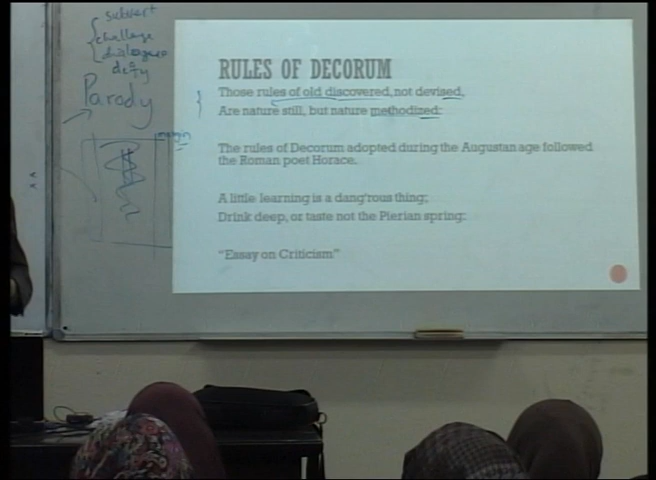 subvert
challenge
dialogue
defy
Parody
margin
RULES OF DECORUM
Those rules of old discovered, not devised,
Are nature still, but nature methodized:
The rules of Decorum adopted during the Augustan age followed
the Roman poet Horace.
A little learning is a dang'rous thing;
Drink deep, or taste not the Pierian spring:
“Essay on Criticism”